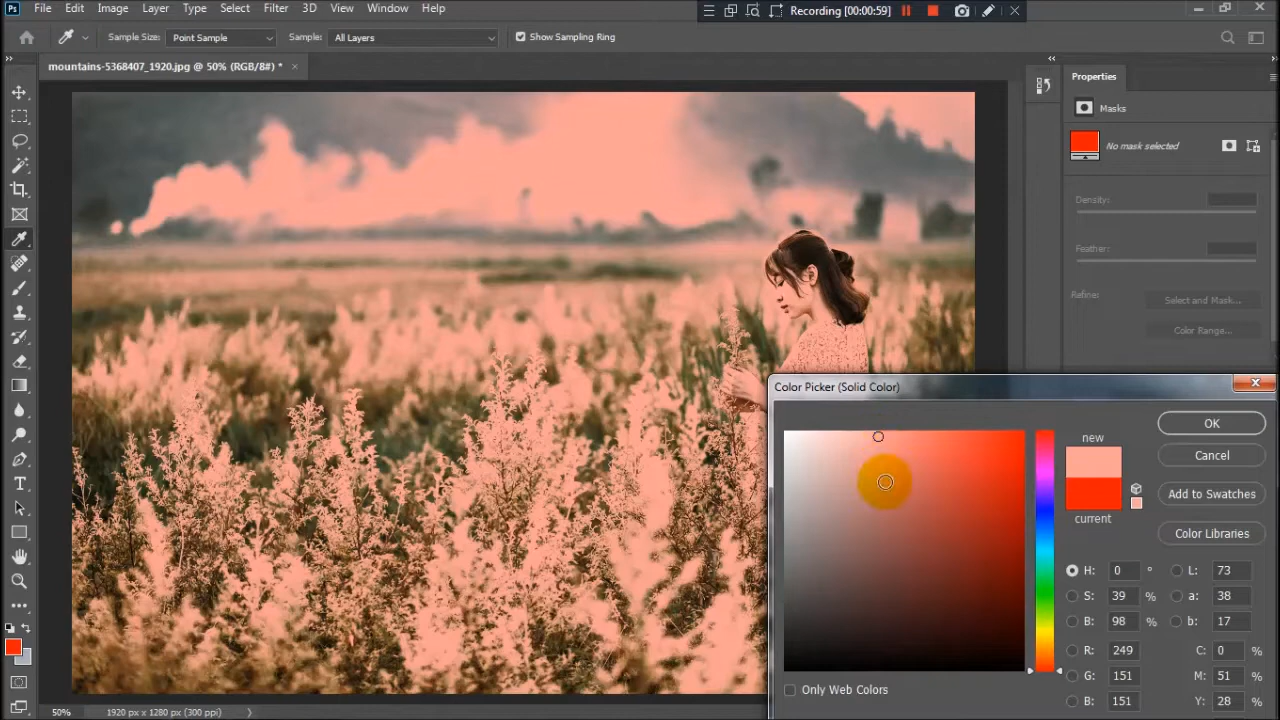 Ps File Edit Image Layer Type Select Filter 3D View Window Help
Recording [00:00:59]
Sample Size: Point Sample Sample: All Layers Show Sampling Ring
mountains-5368407_1920.jpg @ 50% (RGB/8#) * ×
Properties
Masks
No mask selected
Density:
Feather:
Refine:
Select and Mask...
Color Range...
Color Picker (Solid Color)
new
current
OK
Cancel
Add to Swatches
Color Libraries
H: 0 ° L: 73
S: 39 % a: 38
B: 98 % b: 17
R: 249 C: 0 %
G: 151 M: 51 %
B: 151 Y: 28 %
Only Web Colors
50% 1920 px x 1280 px (300 ppi)